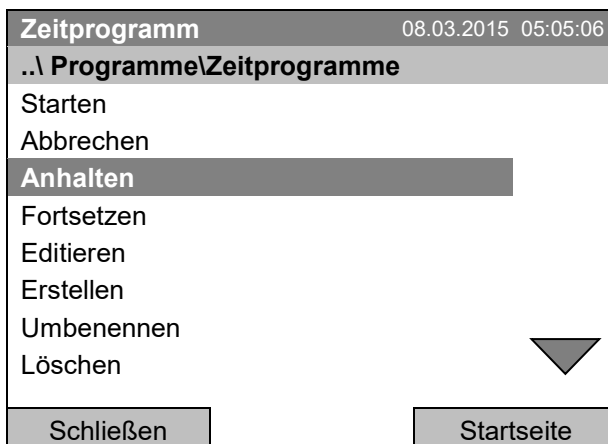 Zeitprogramm 08.03.2015 05:05:06
..\ Programme\Zeitprogramme
Starten
Abbrechen
Anhalten
Fortsetzen
Editieren
Erstellen
Umbenennen
Löschen
Schließen Startseite